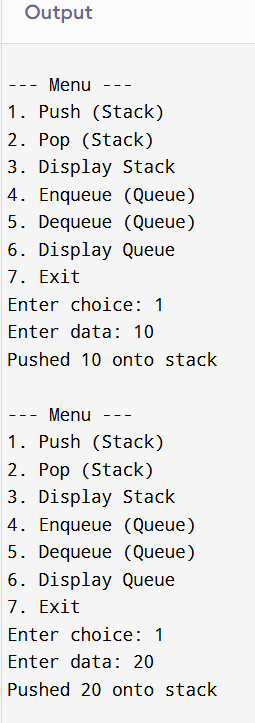 Output
--- Menu ---
1. Push (Stack)
2. Pop (Stack)
3. Display Stack
4. Enqueue (Queue)
5. Dequeue (Queue)
6. Display Queue
7. Exit
Enter choice: 1
Enter data: 10
Pushed 10 onto stack
--- Menu ---
1. Push (Stack)
2. Pop (Stack)
3. Display Stack
4. Enqueue (Queue)
5. Dequeue (Queue)
6. Display Queue
7. Exit
Enter choice: 1
Enter data: 20
Pushed 20 onto stack